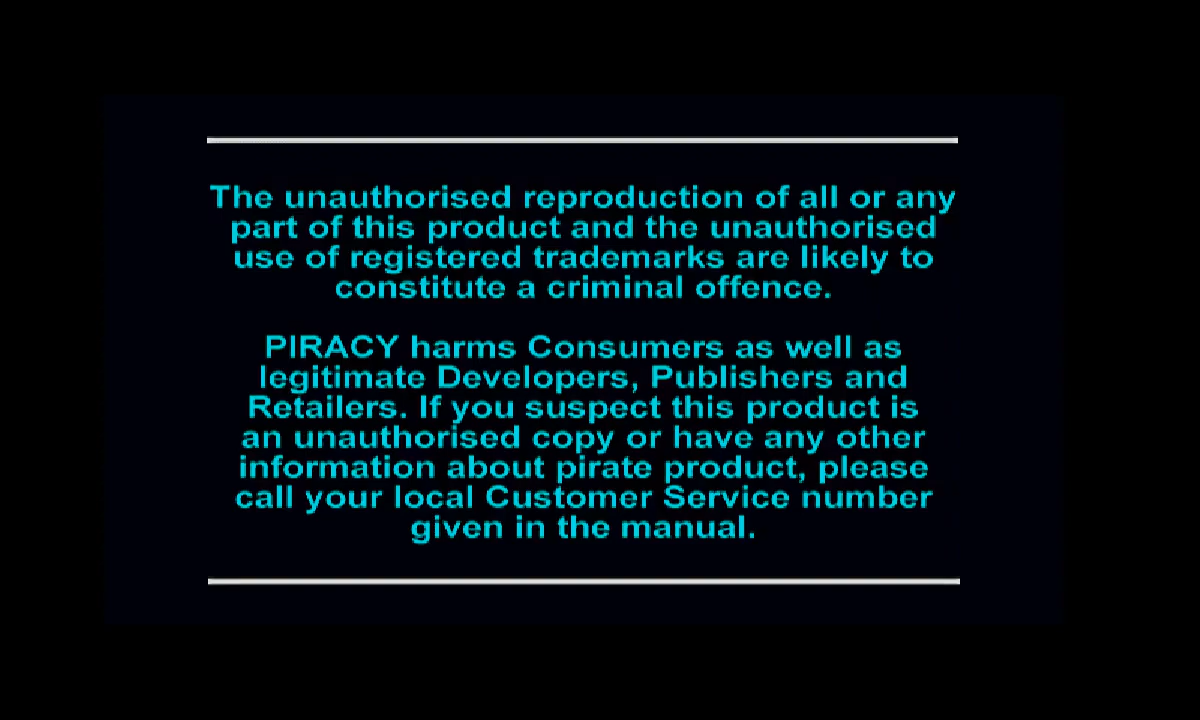 The unauthorised reproduction of all or any
part of this product and the unauthorised
use of registered trademarks are likely to
constitute a criminal offence.
PIRACY harms Consumers as well as
legitimate Developers, Publishers and
Retailers. If you suspect this product is
an unauthorised copy or have any other
information about pirate product, please
call your local Customer Service number
given in the manual.